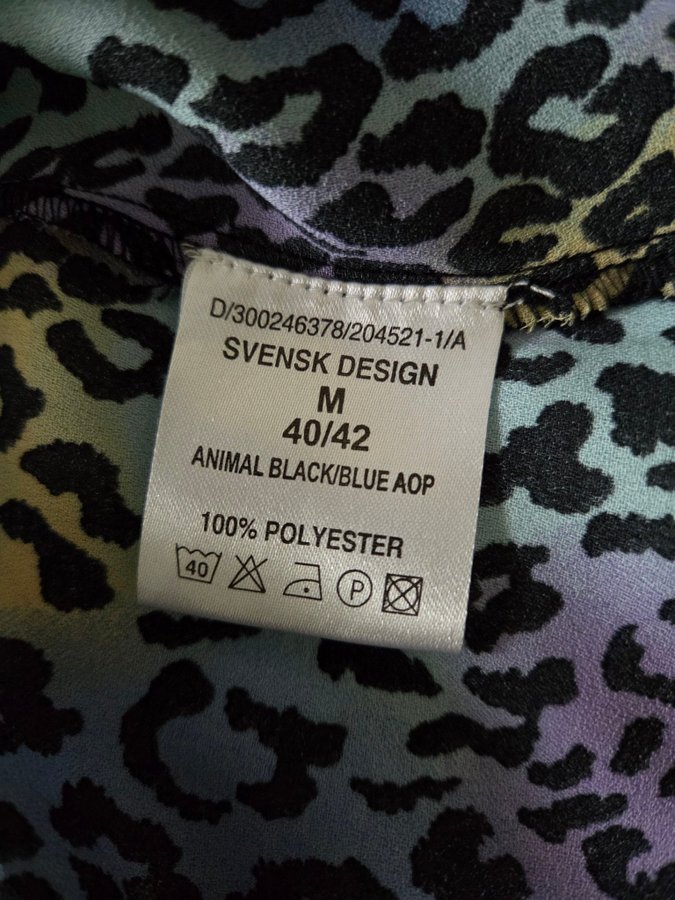 D/300246378/204521-1/A
SVENSK DESIGN
M
40/42
ANIMAL BLACK/BLUE AOP
100% POLYESTER
40 P